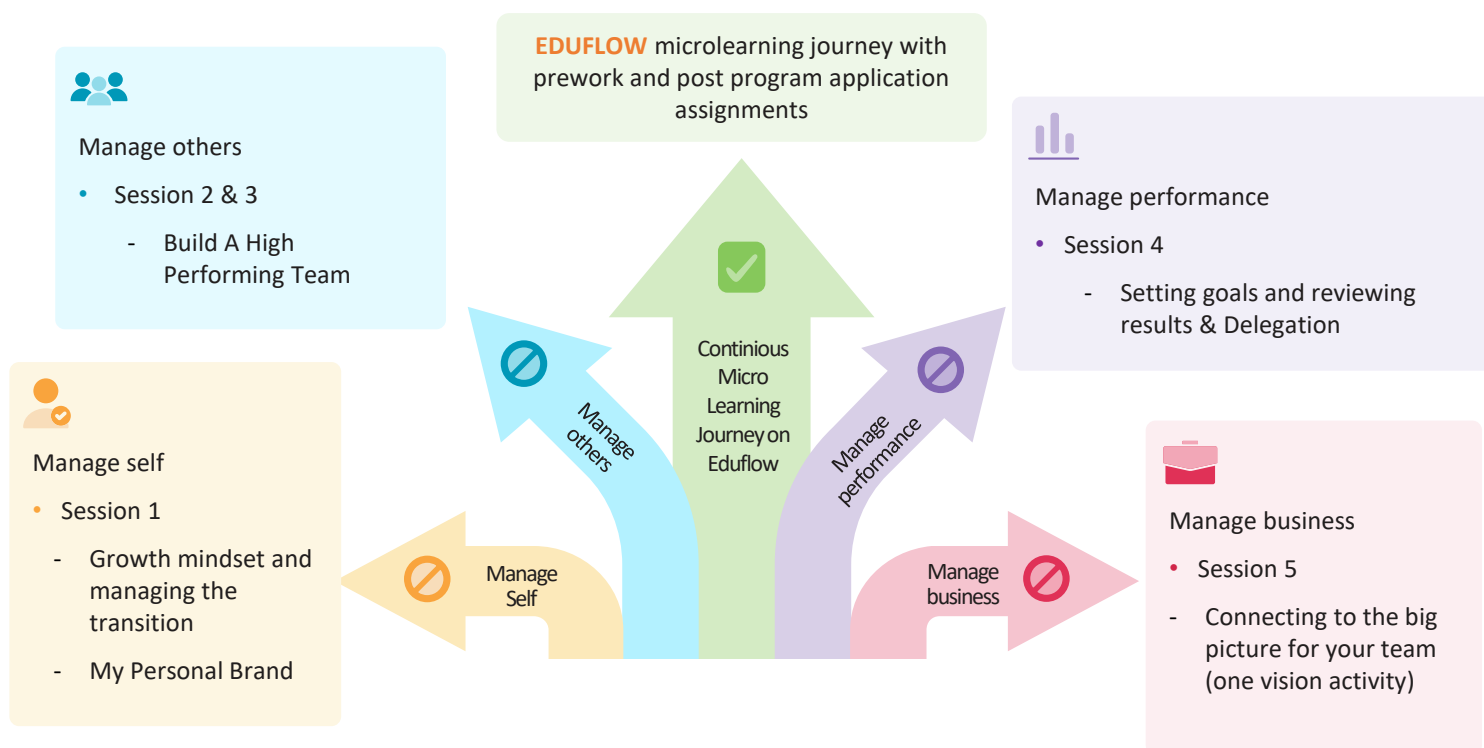 EDUFLOW microlearning journey with
prework and post program application
assignments
Manage others
• Session 2 & 3
- Build A High
Performing Team
Manage performance
• Session 4
- Setting goals and reviewing
results & Delegation
Manage self
• Session 1
- Growth mindset and
managing the
transition
- My Personal Brand
Manage business
• Session 5
- Connecting to the big
picture for your team
(one vision activity)
Manage
Self
Manage
others
Continious
Micro
Learning
Journey on
Eduflow
Manage
performance
Manage
business